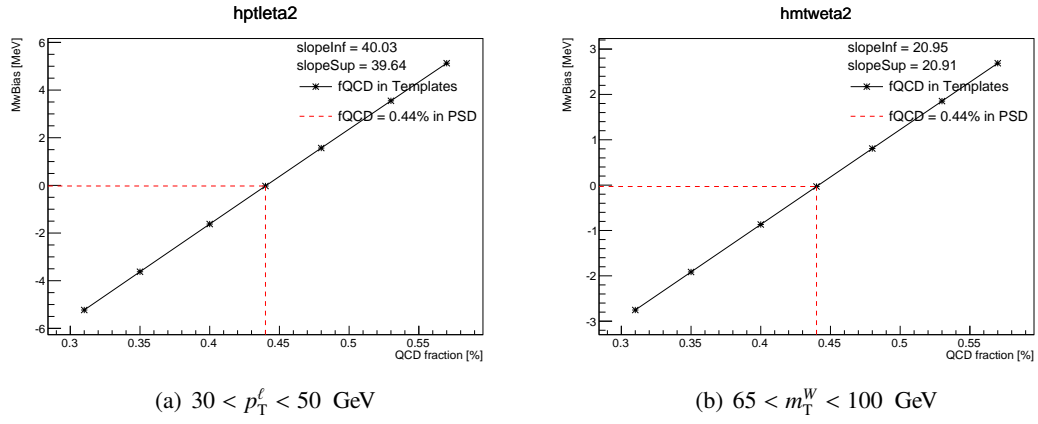 hptleta2
MwBias [MeV]
slopeInf = 40.03
slopeSup = 39.64
fQCD in Templates
fQCD = 0.44% in PSD
6
4
2
0
-2
-4
-6
0.3 0.35 0.4 0.45 0.5 0.55
QCD fraction [%]
(a) 30 < p_T^ℓ < 50 GeV
hmtweta2
MwBias [MeV]
slopeInf = 20.95
slopeSup = 20.91
fQCD in Templates
fQCD = 0.44% in PSD
3
2
1
0
-1
-2
-3
0.3 0.35 0.4 0.45 0.5 0.55
QCD fraction [%]
(b) 65 < m_T^W < 100 GeV